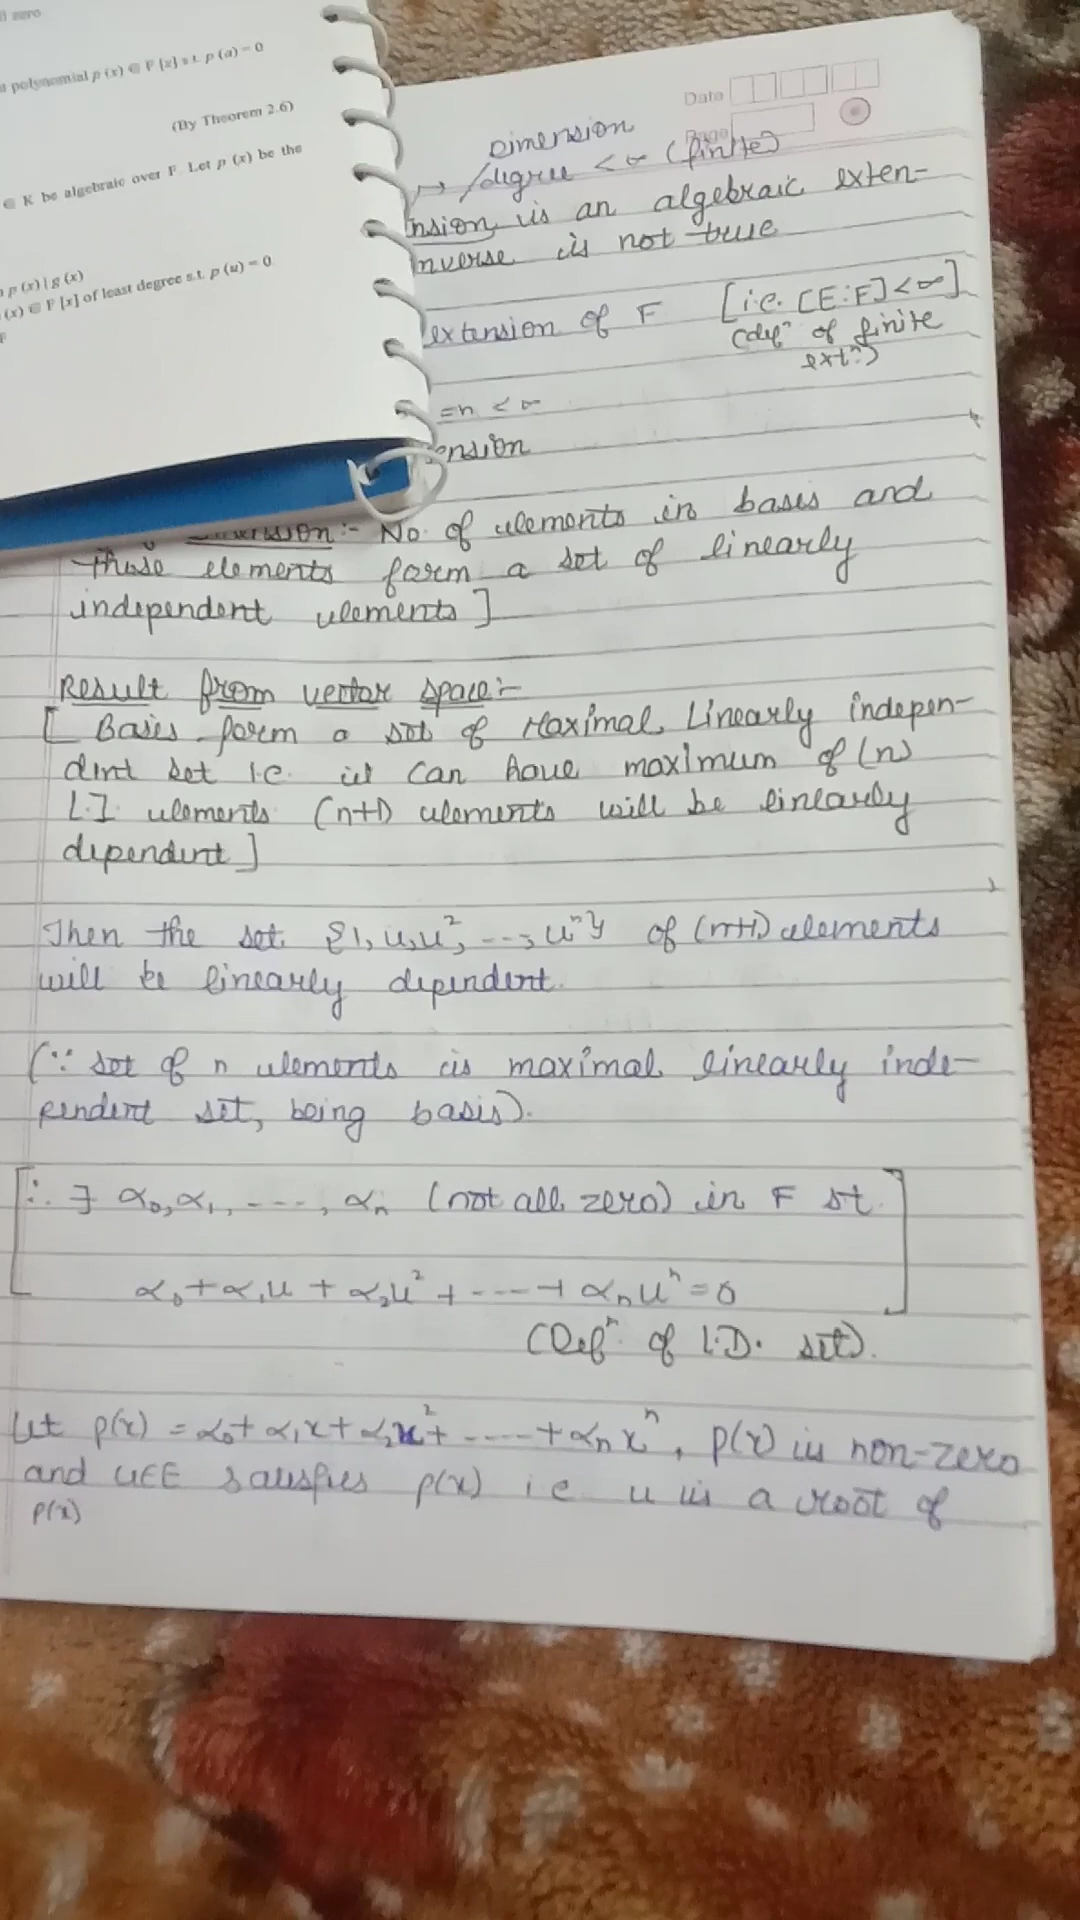 zero
polynomial p (x) ∈ F [x] s.t. p (a) = 0
(By Theorem 2.6)
∈ K be algebraic over F. Let p (x) be the
p (x) | g (x)
(x) ∈ F [x] of least degree s.t. p (u) = 0
F
Date
Page
Dimension
↦ /degree < ∞ (finite)
nsion is an algebraic exten-
nverse is not true
extension of F [i.e. [E:F] < ∞]
(defⁿ of finite
extⁿ)
=n < ∞
ension
:- No. of elements in basis and
these elements form a set of linearly
independent elements]
Result from vector space:-
[ Basis form a set of Maximal Linearly indepen-
dent set i.e. it can have maximum of (n)
L.I elements (n+1) elements will be linearly
dependent]
Then the set {1, u, u², ---, uⁿ} of (n+1) elements
will be linearly dependent.
(∵ set of n elements is maximal linearly inde-
pendent set, being basis).
[∴ ∃ α₀, α₁, ----, αₙ (not all zero) in F st.
α₀ + α₁u + α₂u² + ---- + αₙuⁿ = 0 ]
(Defⁿ of L.D. set).
Let p(x) = α₀ + α₁x + α₂x² + ----- + αₙxⁿ, p(x) is non-zero
and u∈E satisfies p(x) i.e u is a root of
p(x)